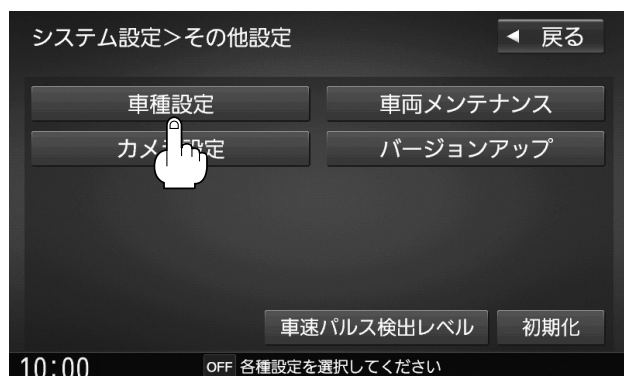 システム設定>その他設定
◀ 戻る
車種設定
車両メンテナンス
カメ 定
バージョンアップ
車速パルス検出レベル
初期化
10:00
OFF 各種設定を選択してください